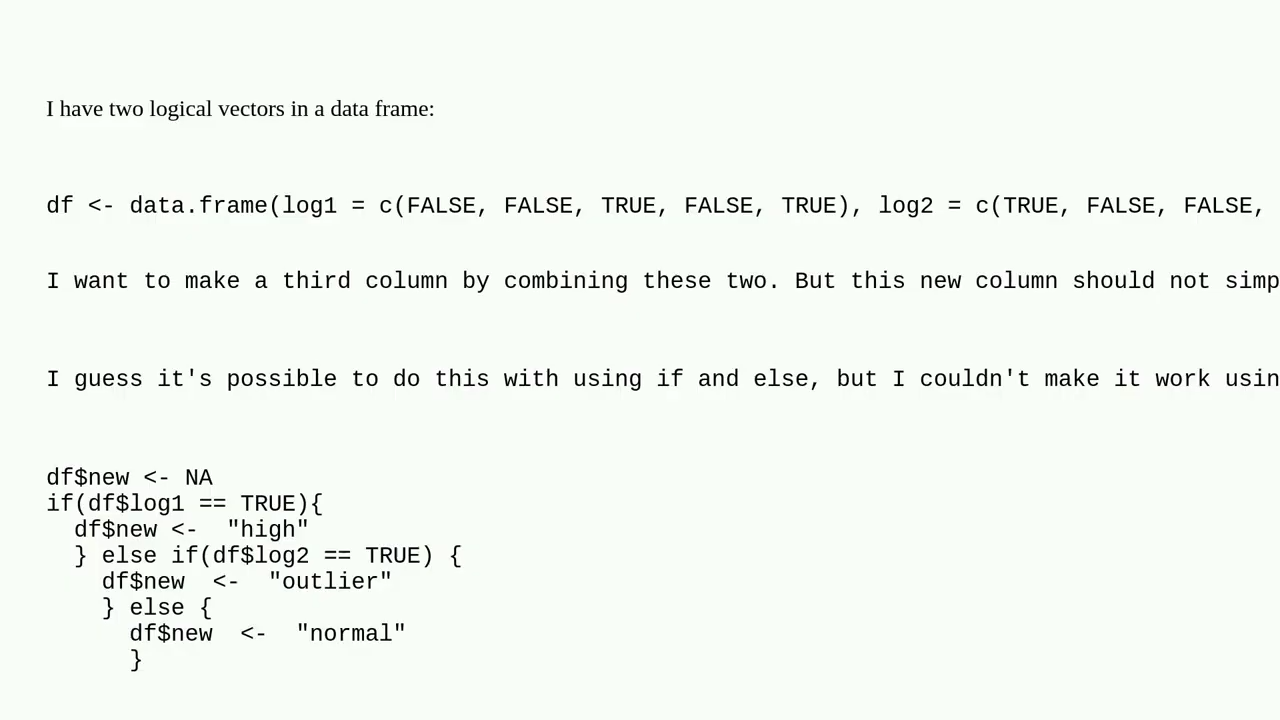 I have two logical vectors in a data frame:
df <- data.frame(log1 = c(FALSE, FALSE, TRUE, FALSE, TRUE), log2 = c(TRUE, FALSE, FALSE,
I want to make a third column by combining these two. But this new column should not simp
I guess it's possible to do this with using if and else, but I couldn't make it work usin
df$new <- NA
if(df$log1 == TRUE){
  df$new <-  "high"
  } else if(df$log2 == TRUE) {
    df$new  <-  "outlier"
    } else {
      df$new  <-  "normal"
      }